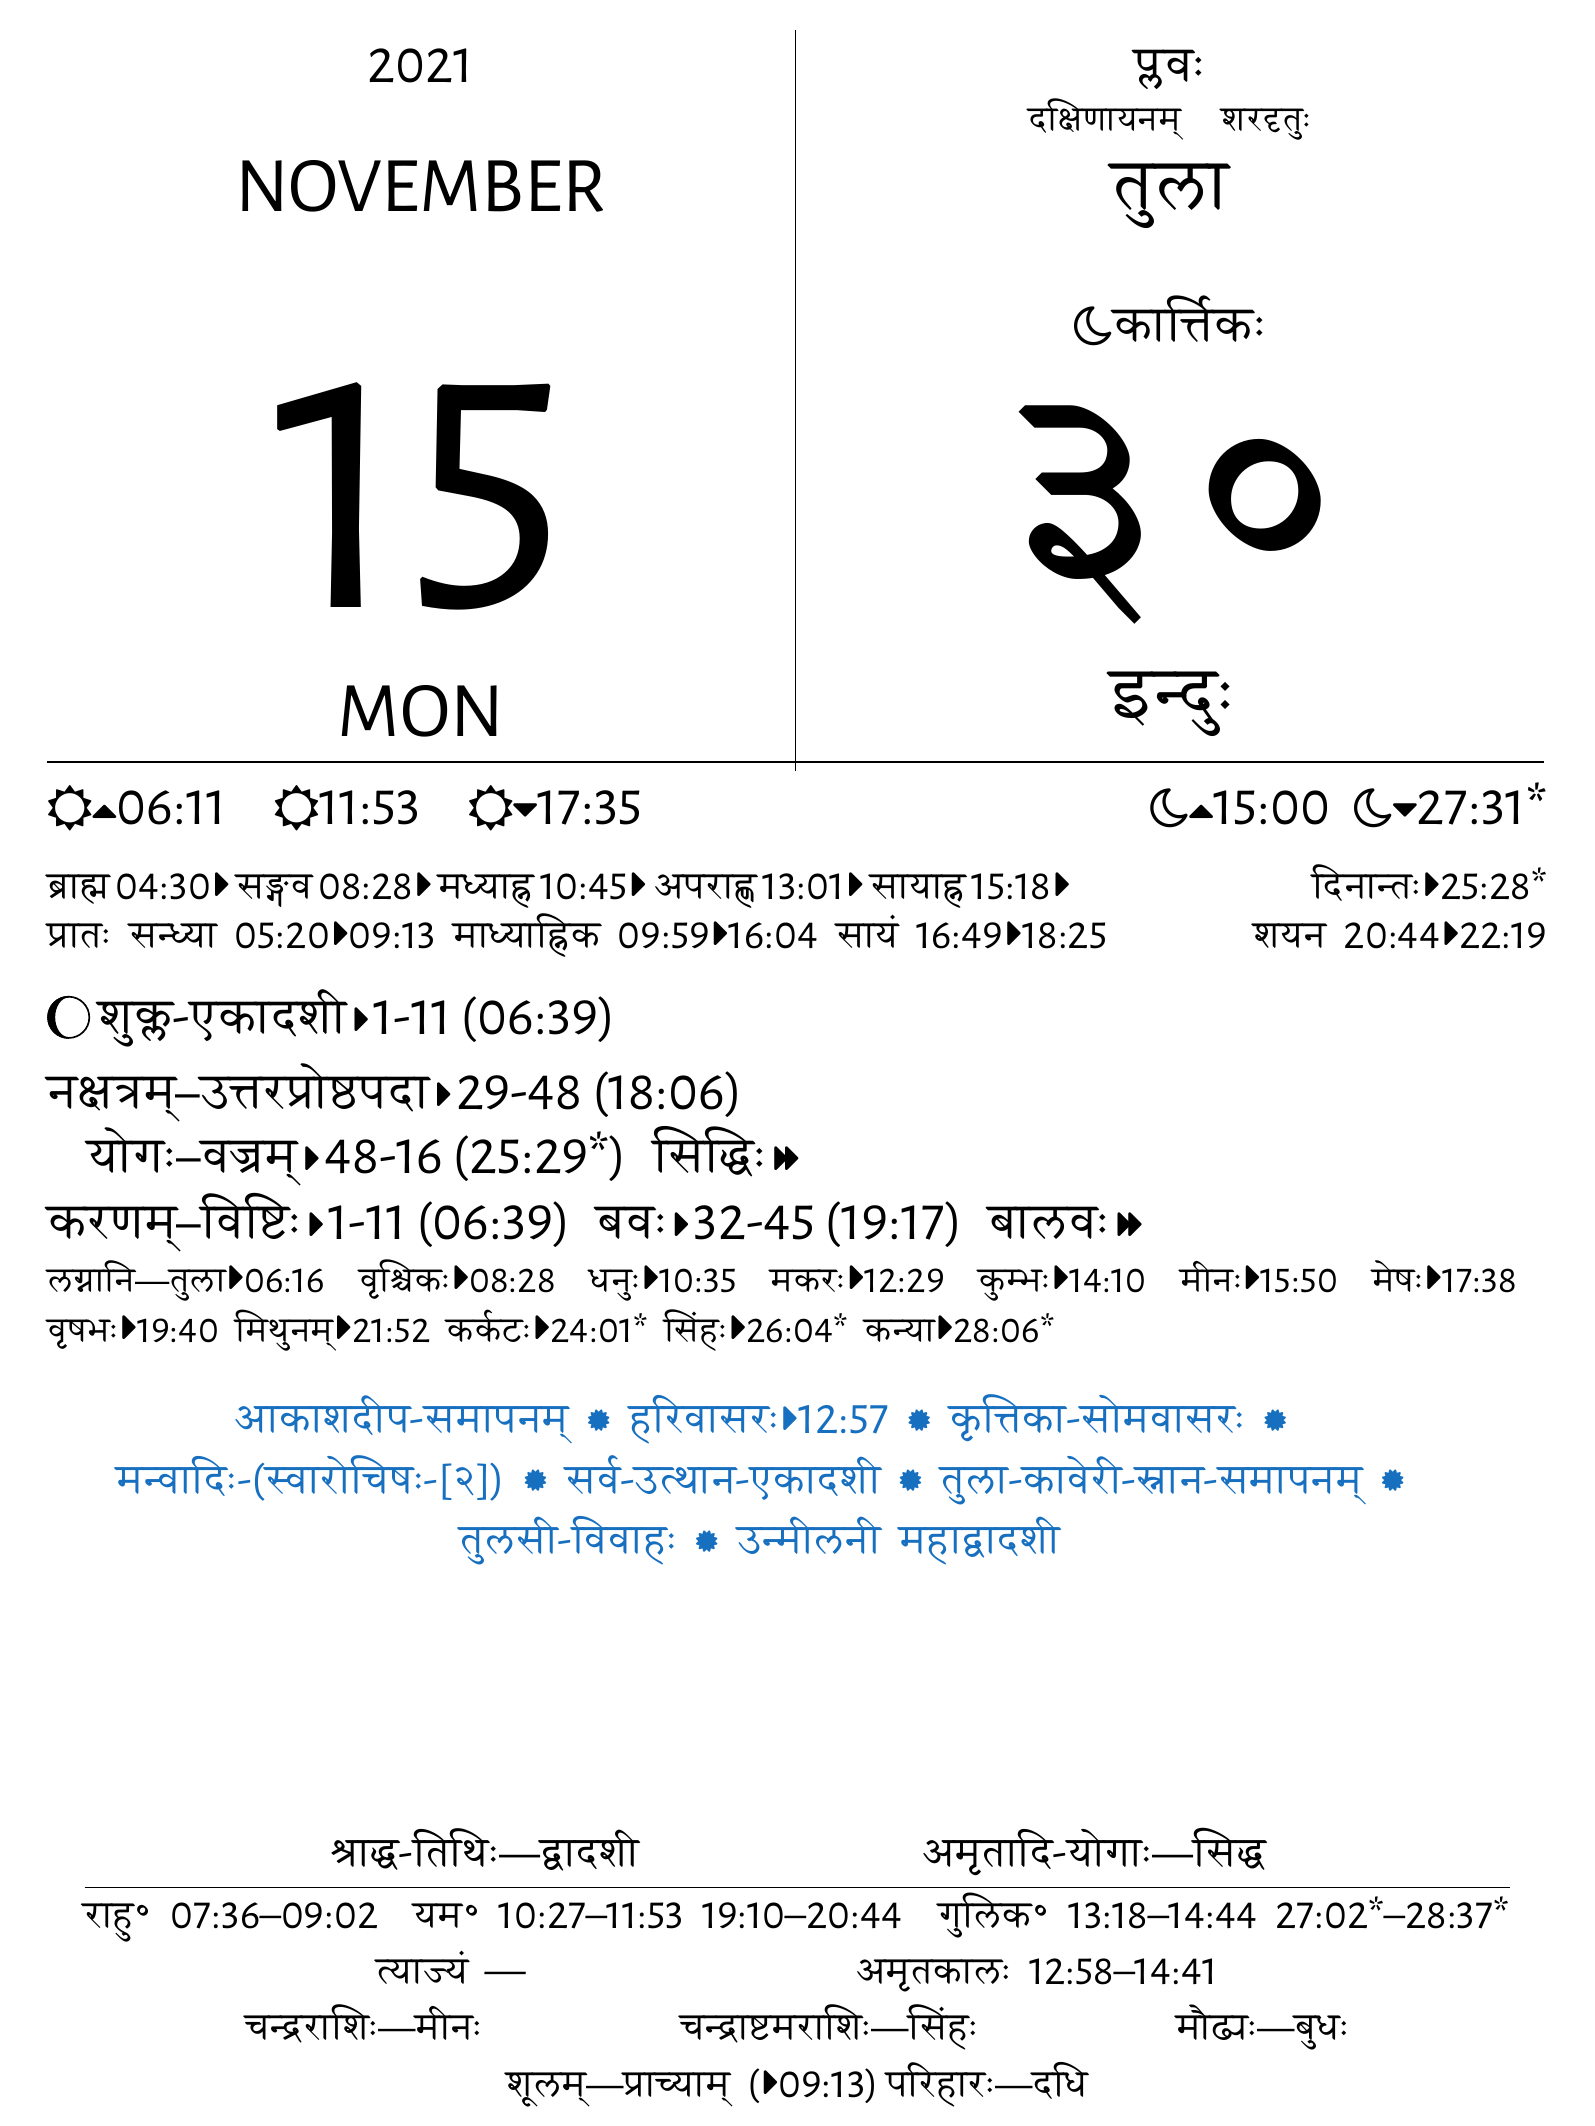 2021
NOVEMBER
15
MON
प्लवः
दक्षिणायनम् शरदृतुः
तुला
कार्त्तिकः
३०
इन्दुः
06:11 11:53 17:35 15:00 27:31*
ब्राह्म 04:30 सङ्गव 08:28 मध्याह्न 10:45 अपराह्ण 13:01 सायाह्न 15:18 दिनान्तः 25:28*
प्रातः सन्ध्या 05:20 09:13 माध्याह्निक 09:59 16:04 सायं 16:49 18:25 शयन 20:44 22:19
शुक्ल-एकादशी 1-11 (06:39)
नक्षत्रम्–उत्तरप्रोष्ठपदा 29-48 (18:06)
योगः–वज्रम् 48-16 (25:29*) सिद्धिः
करणम्–विष्टिः 1-11 (06:39) बवः 32-45 (19:17) बालवः
लग्नानि—तुला 06:16 वृश्चिकः 08:28 धनुः 10:35 मकरः 12:29 कुम्भः 14:10 मीनः 15:50 मेषः 17:38
वृषभः 19:40 मिथुनम् 21:52 कर्कटः 24:01* सिंहः 26:04* कन्या 28:06*
आकाशदीप-समापनम् ✹ हरिवासरः 12:57 ✹ कृत्तिका-सोमवासरः ✹
मन्वादिः-(स्वारोचिषः-[२]) ✹ सर्व-उत्थान-एकादशी ✹ तुला-कावेरी-स्नान-समापनम् ✹
तुलसी-विवाहः ✹ उन्मीलनी महाद्वादशी
श्राद्ध-तिथिः—द्वादशी अमृतादि-योगाः—सिद्ध
राहु॰ 07:36–09:02 यम॰ 10:27–11:53 19:10–20:44 गुलिक॰ 13:18–14:44 27:02*–28:37*
त्याज्यं — अमृतकालः 12:58–14:41
चन्द्रराशिः—मीनः चन्द्राष्टमराशिः—सिंहः मौढ्यः—बुधः
शूलम्—प्राच्याम् (09:13) परिहारः—दधि